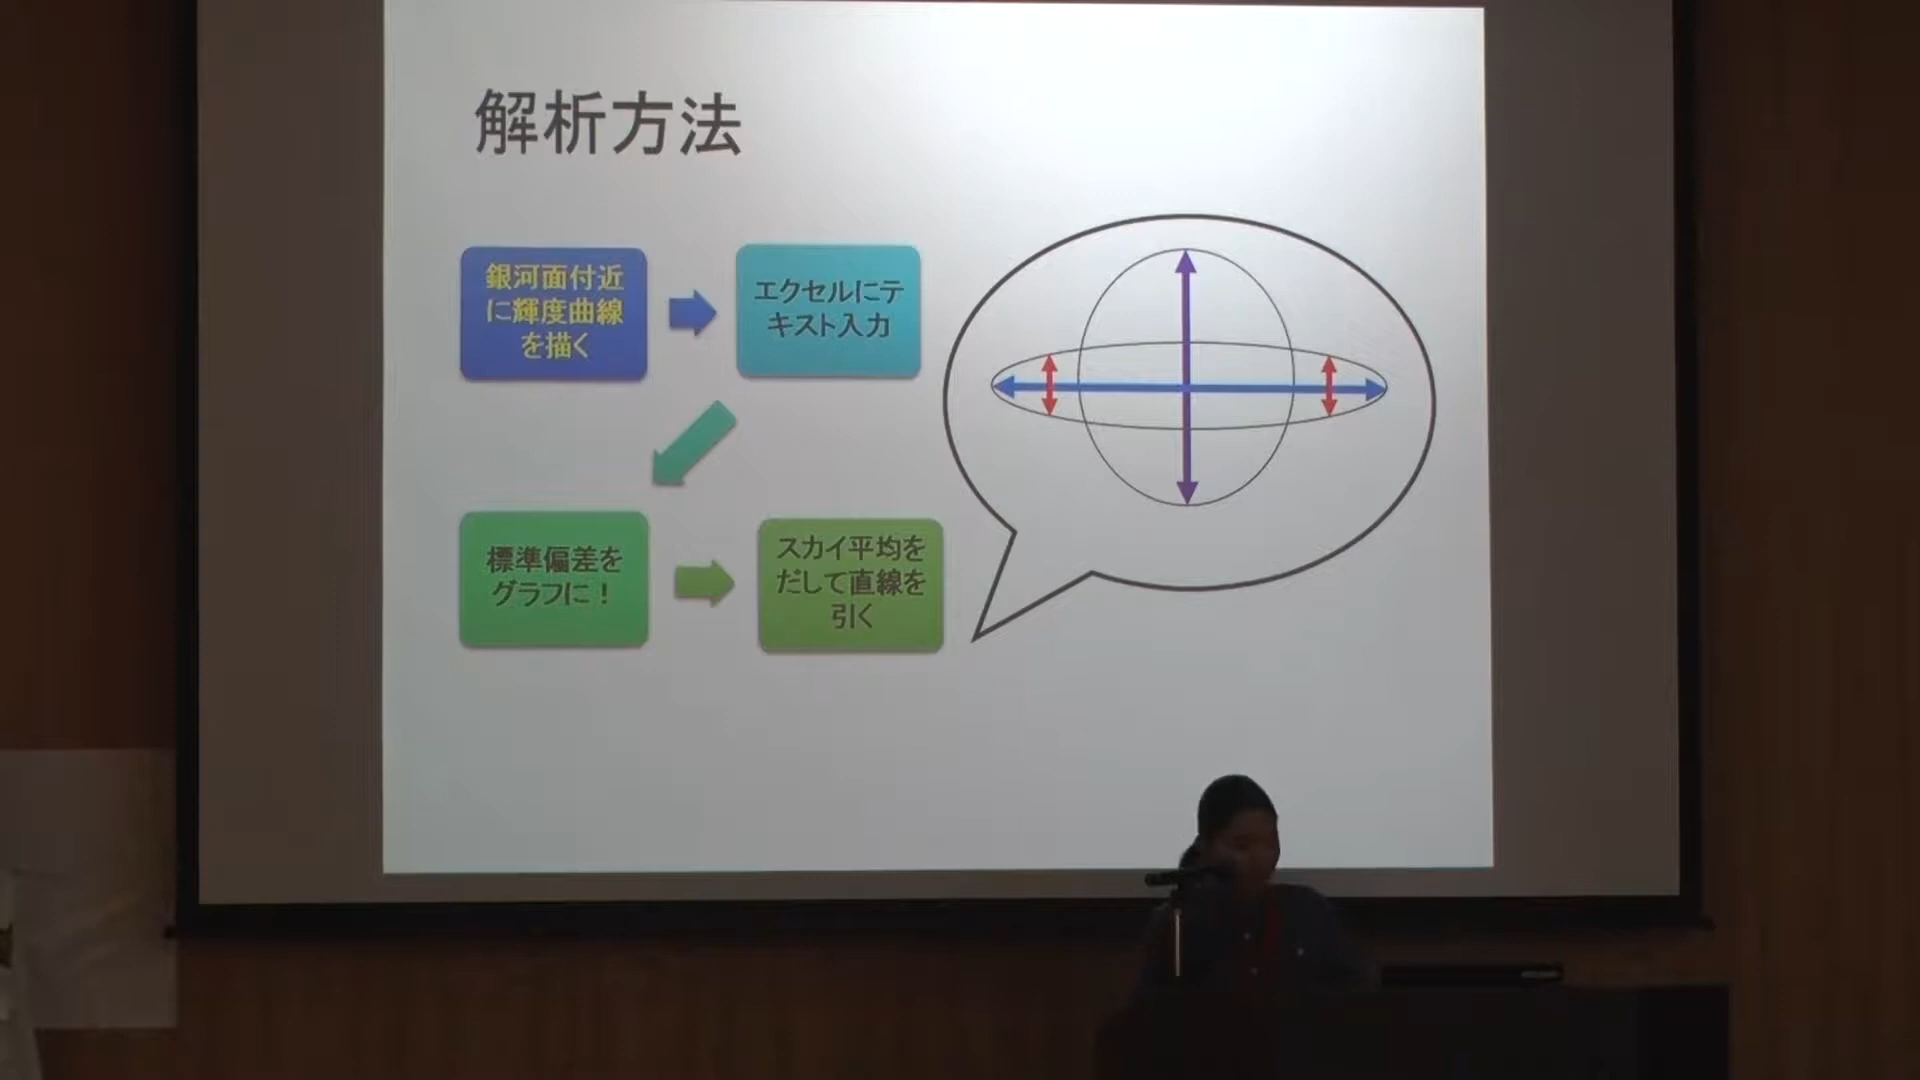 解析方法
銀河面付近
に輝度曲線
を描く
エクセルにテ
キスト入力
標準偏差を
グラフに！
スカイ平均を
だして直線を
引く